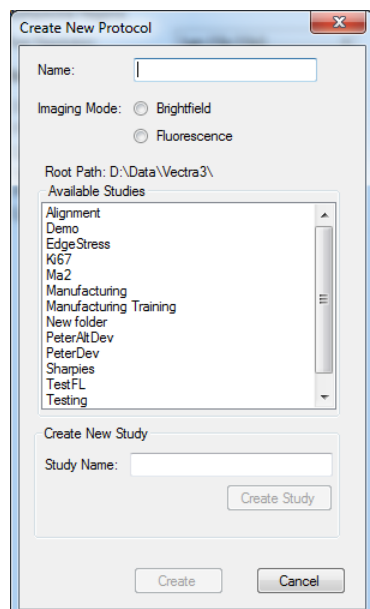 Create New Protocol
Name:
Imaging Mode: Brightfield
Fluorescence
Root Path: D:\Data\Vectra3\
Available Studies
Alignment
Demo
EdgeStress
Ki67
Ma2
Manufacturing
Manufacturing Training
New folder
PeterAltDev
PeterDev
Sharpies
TestFL
Testing
Create New Study
Study Name:
Create Study
Create Cancel